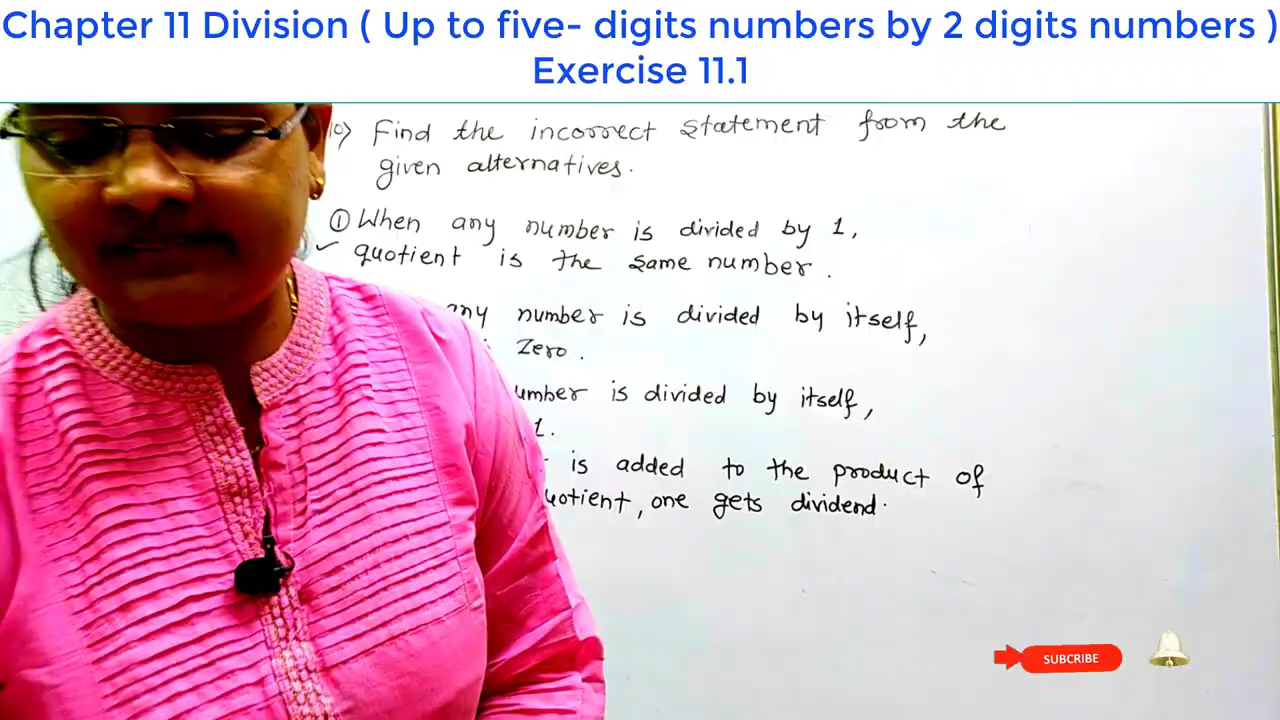 Chapter 11 Division ( Up to five- digits numbers by 2 digits numbers )
Exercise 11.1
Find the incorrect statement from the
given alternatives.
① When any number is divided by 1,
✓ quotient is the same number.
any number is divided by itself,
zero.
number is divided by itself,
1.
is added to the product of
quotient, one gets dividend.
SUBSCRIBE